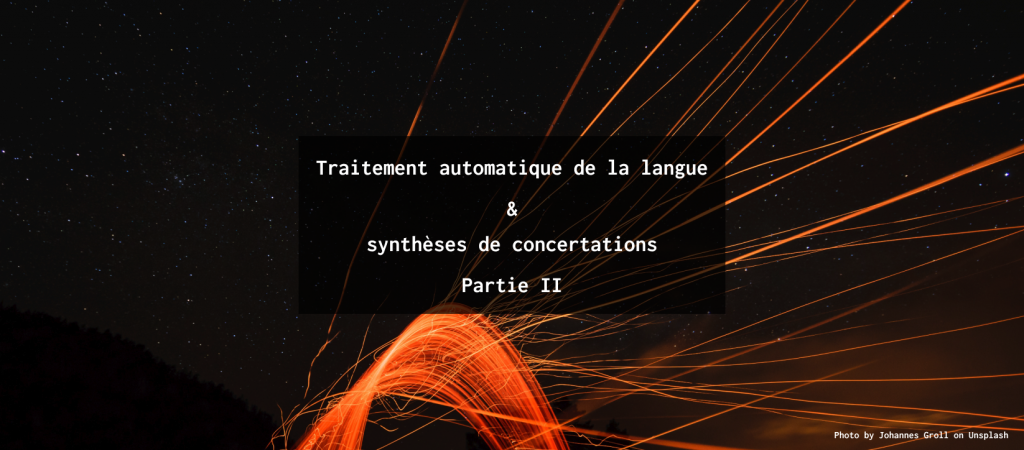 Traitement automatique de la langue
&
synthèses de concertations
Partie II
Photo by Johannes Groll on Unsplash